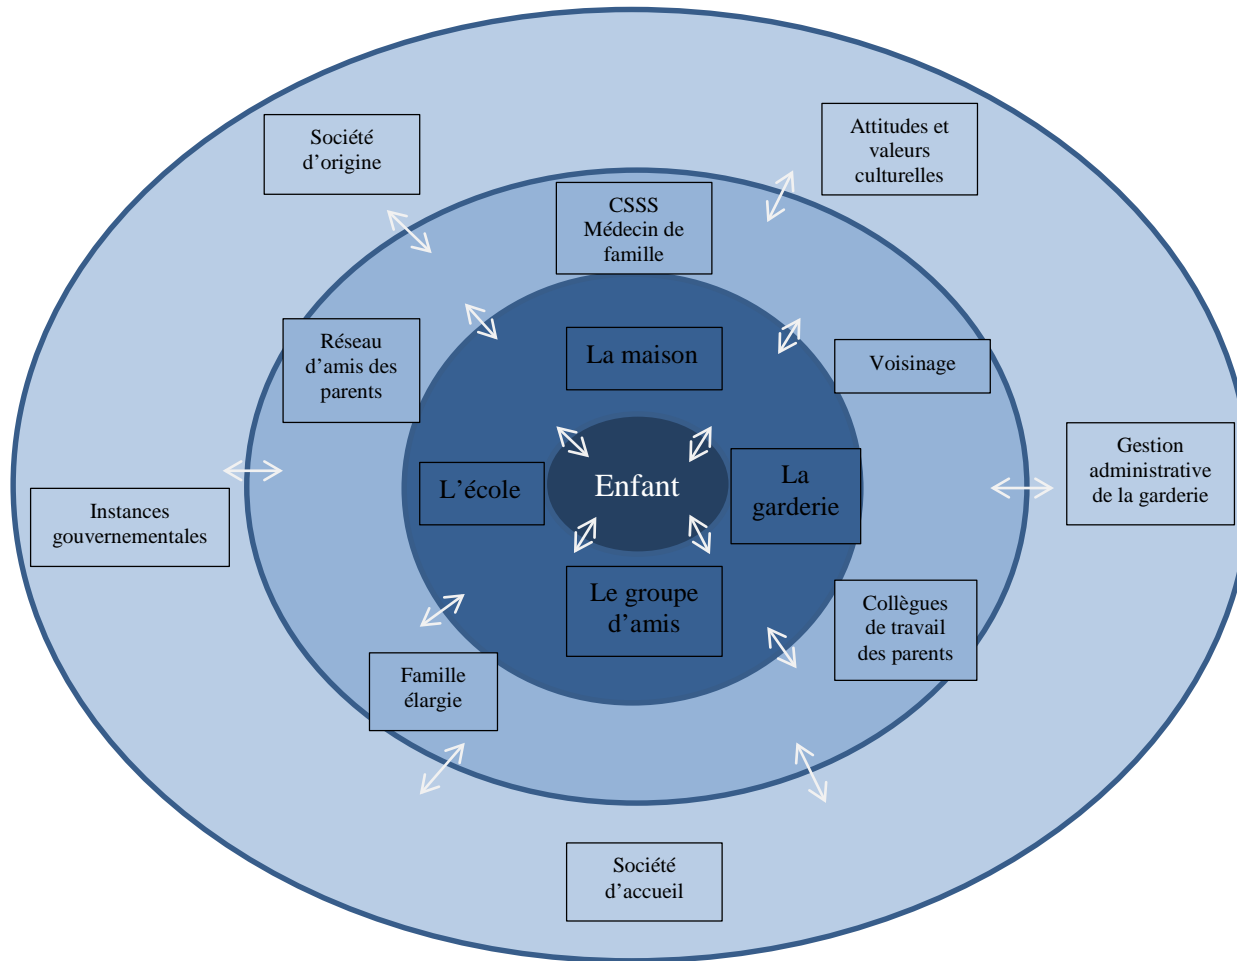 Société
d’origine
Attitudes et
valeurs
culturelles
CSSS
Médecin de
famille
Réseau
d’amis des
parents
La maison
Voisinage
Instances
gouvernementales
L’école
Enfant
La
garderie
Gestion
administrative
de la garderie
Le groupe
d’amis
Collègues
de travail
des parents
Famille
élargie
Société
d’accueil